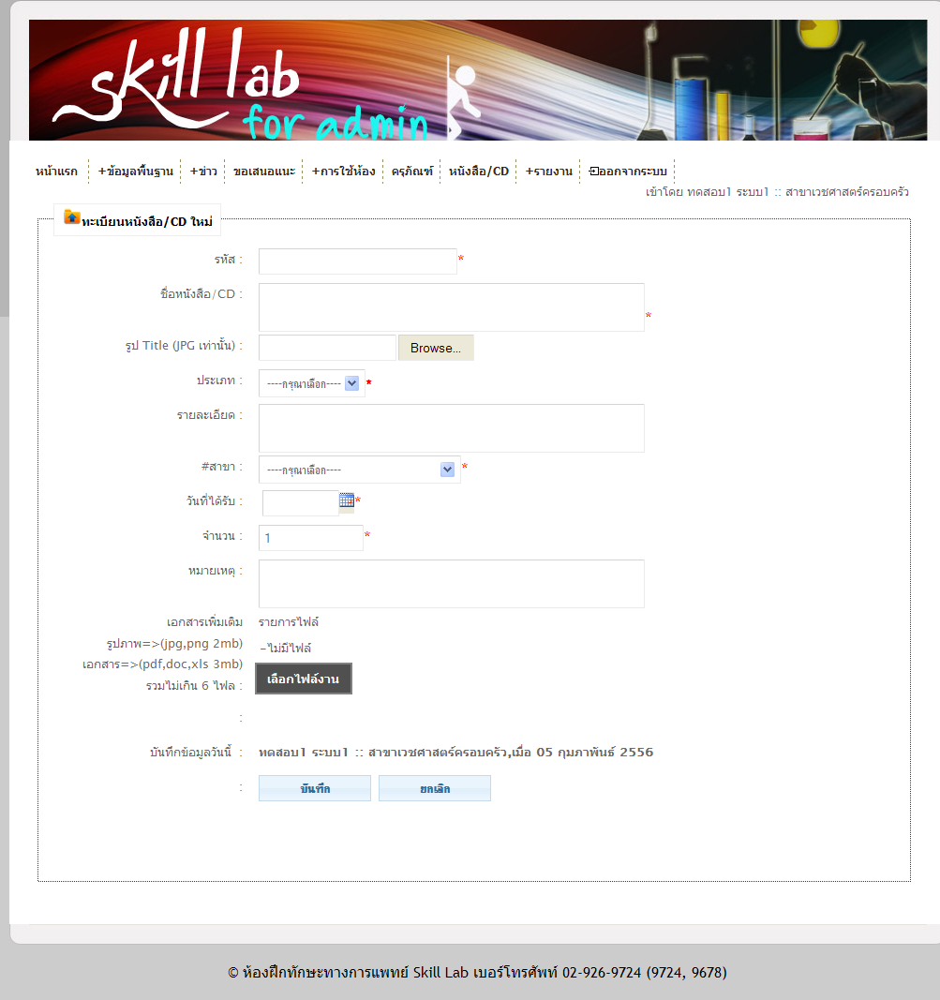 skill lab
for admin
หน้าแรก +ข้อมูลพื้นฐาน +ข่าว ขอเสนอแนะ +การใช้ห้อง ครุภัณฑ์ หนังสือ/CD +รายงาน ออกจากระบบ
เข้าโดย ทดสอบ1 ระบบ1 :: สาขาเวชศาสตร์ครอบครัว
ทะเบียนหนังสือ/CD ใหม่
รหัส : *
ชื่อหนังสือ/CD : *
รูป Title (JPG เท่านั้น) : Browse...
ประเภท : ----กรุณาเลือก---- *
รายละเอียด :
#สาขา : ----กรุณาเลือก---- *
วันที่ได้รับ : *
จำนวน : 1 *
หมายเหตุ :
เอกสารเพิ่มเติม รายการไฟล์
รูปภาพ=>(jpg,png 2mb) -ไม่มีไฟล์
เอกสาร=>(pdf,doc,xls 3mb)
รวมไม่เกิน 6 ไฟล : เลือกไฟล์งาน
:
บันทึกข้อมูลวันนี้ : ทดสอบ1 ระบบ1 :: สาขาเวชศาสตร์ครอบครัว,เมื่อ 05 กุมภาพันธ์ 2556
: บันทึก ยกเลิก
© ห้องฝึกทักษะทางการแพทย์ Skill Lab เบอร์โทรศัพท์ 02-926-9724 (9724, 9678)